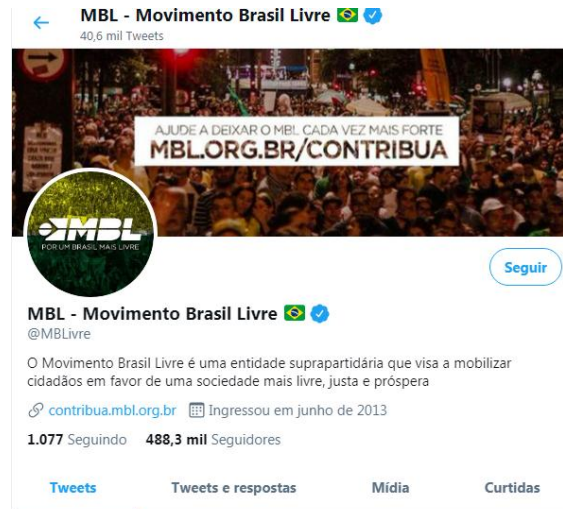 MBL - Movimento Brasil Livre
40,6 mil Tweets
AJUDE A DEIXAR O MBL CADA VEZ MAIS FORTE
MBL.ORG.BR/CONTRIBUA
MBL
POR UM BRASIL MAIS LIVRE
Seguir
MBL - Movimento Brasil Livre
@MBLivre
O Movimento Brasil Livre é uma entidade suprapartidária que visa a mobilizar
cidadãos em favor de uma sociedade mais livre, justa e próspera
contribua.mbl.org.br Ingressou em junho de 2013
1.077 Seguindo 488,3 mil Seguidores
Tweets Tweets e respostas Mídia Curtidas